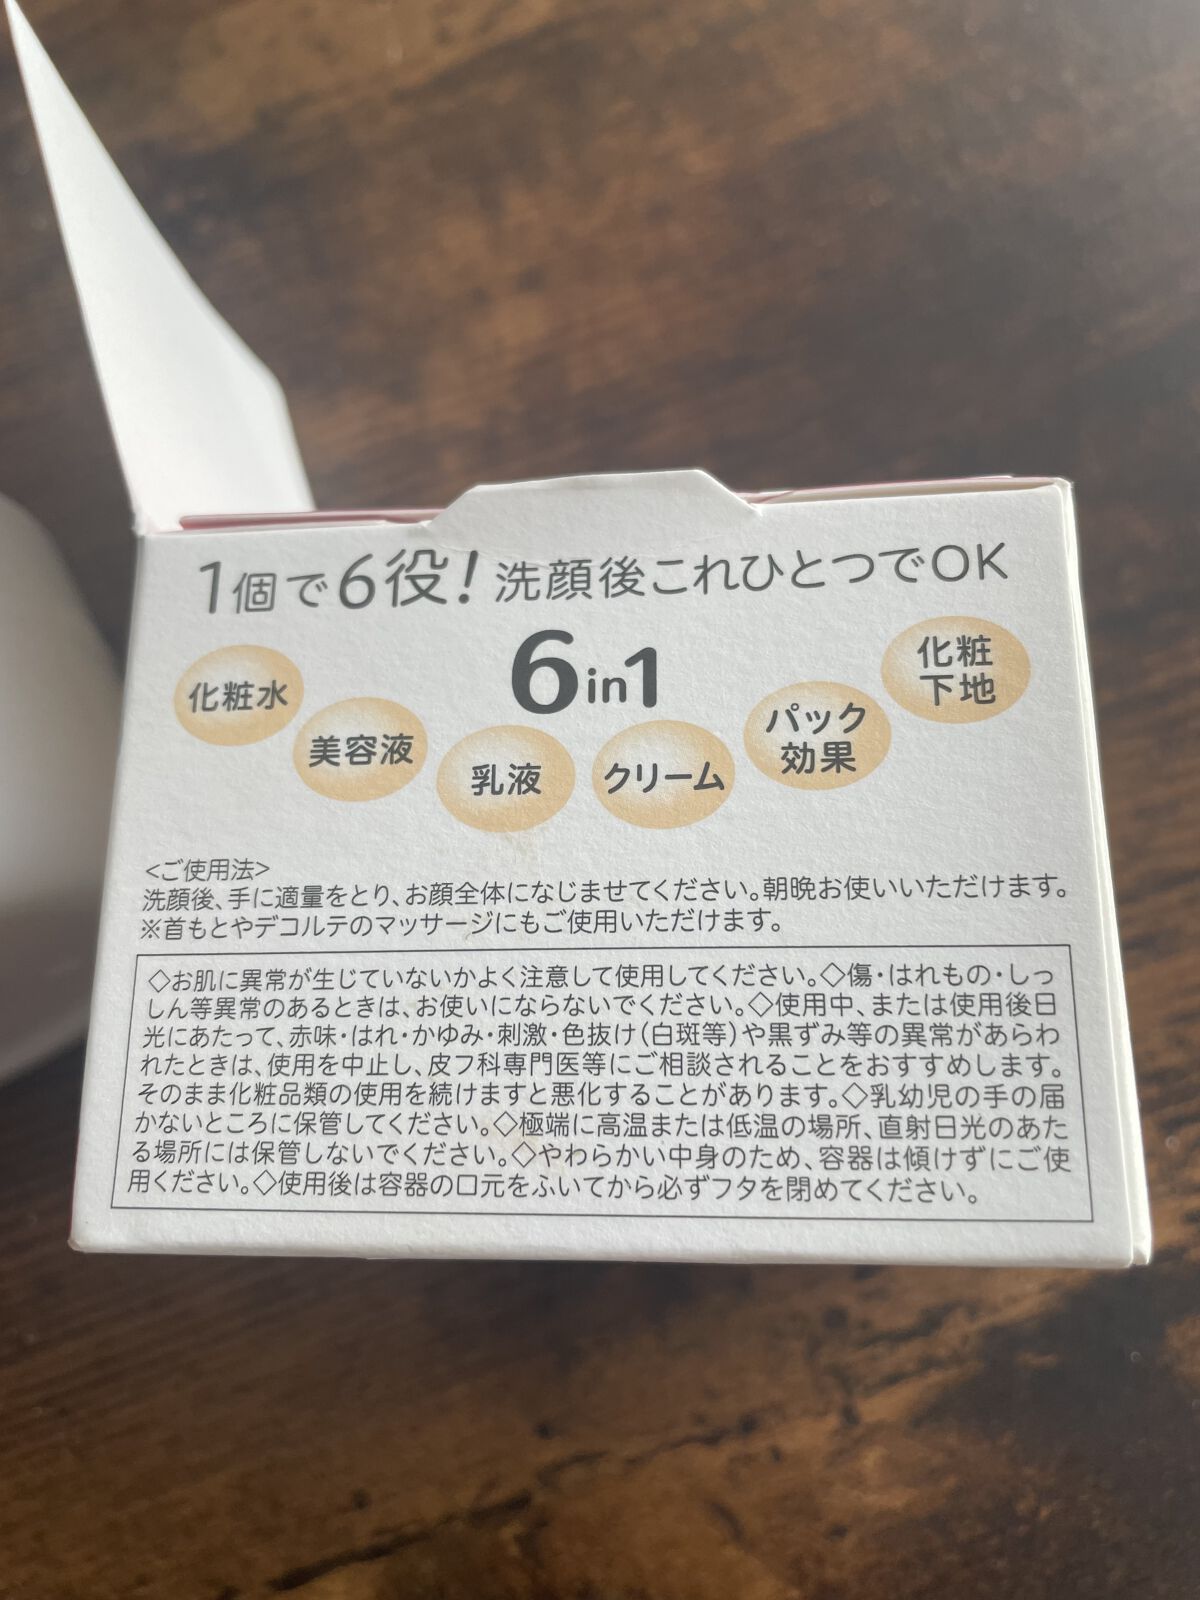 1個で6役!洗顔後これひとつでOK
6in1
化粧水
美容液
乳液
クリーム
パック
効果
化粧
下地
<ご使用法>
洗顔後、手に適量をとり、お顔全体になじませてください。朝晩お使いいただけます。
※首もとやデコルテのマッサージにもご使用いただけます。
◇お肌に異常が生じていないかよく注意して使用してください。◇傷・はれもの・しっ
しん等異常のあるときは、お使いにならないでください。◇使用中、または使用後日
光にあたって、赤味・はれ・かゆみ・刺激・色抜け(白斑等)や黒ずみ等の異常があらわ
れたときは、使用を中止し、皮フ科専門医等にご相談されることをおすすめします。
そのまま化粧品類の使用を続けますと悪化することがあります。◇乳幼児の手の届
かないところに保管してください。◇極端に高温または低温の場所、直射日光のあた
る場所には保管しないでください。◇やわらかい中身のため、容器は傾けずにご使
用ください。◇使用後は容器の口元をふいてから必ずフタを閉めてください。